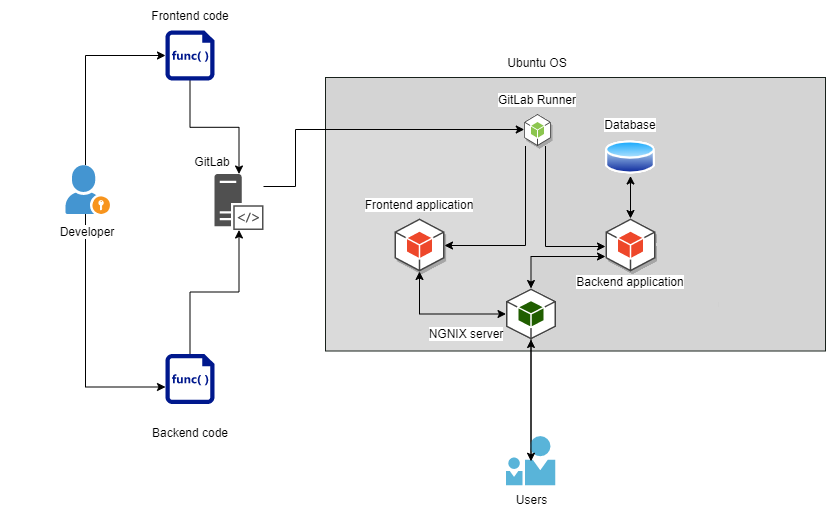 Frontend code
func( )
Ubuntu OS
GitLab Runner
Database
GitLab
</>
Frontend application
Developer
Backend application
NGNIX server
func( )
Backend code
Users